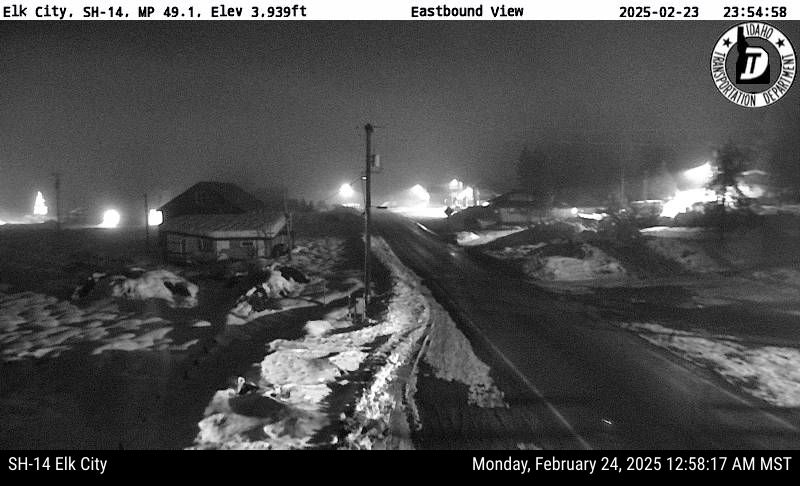 Elk City, SH-14, MP 49.1, Elev 3,939ft Eastbound View 2025-02-23 23:54:58
IDAHO
TRANSPORTATION DEPARTMENT
SH-14 Elk City Monday, February 24, 2025 12:58:17 AM MST